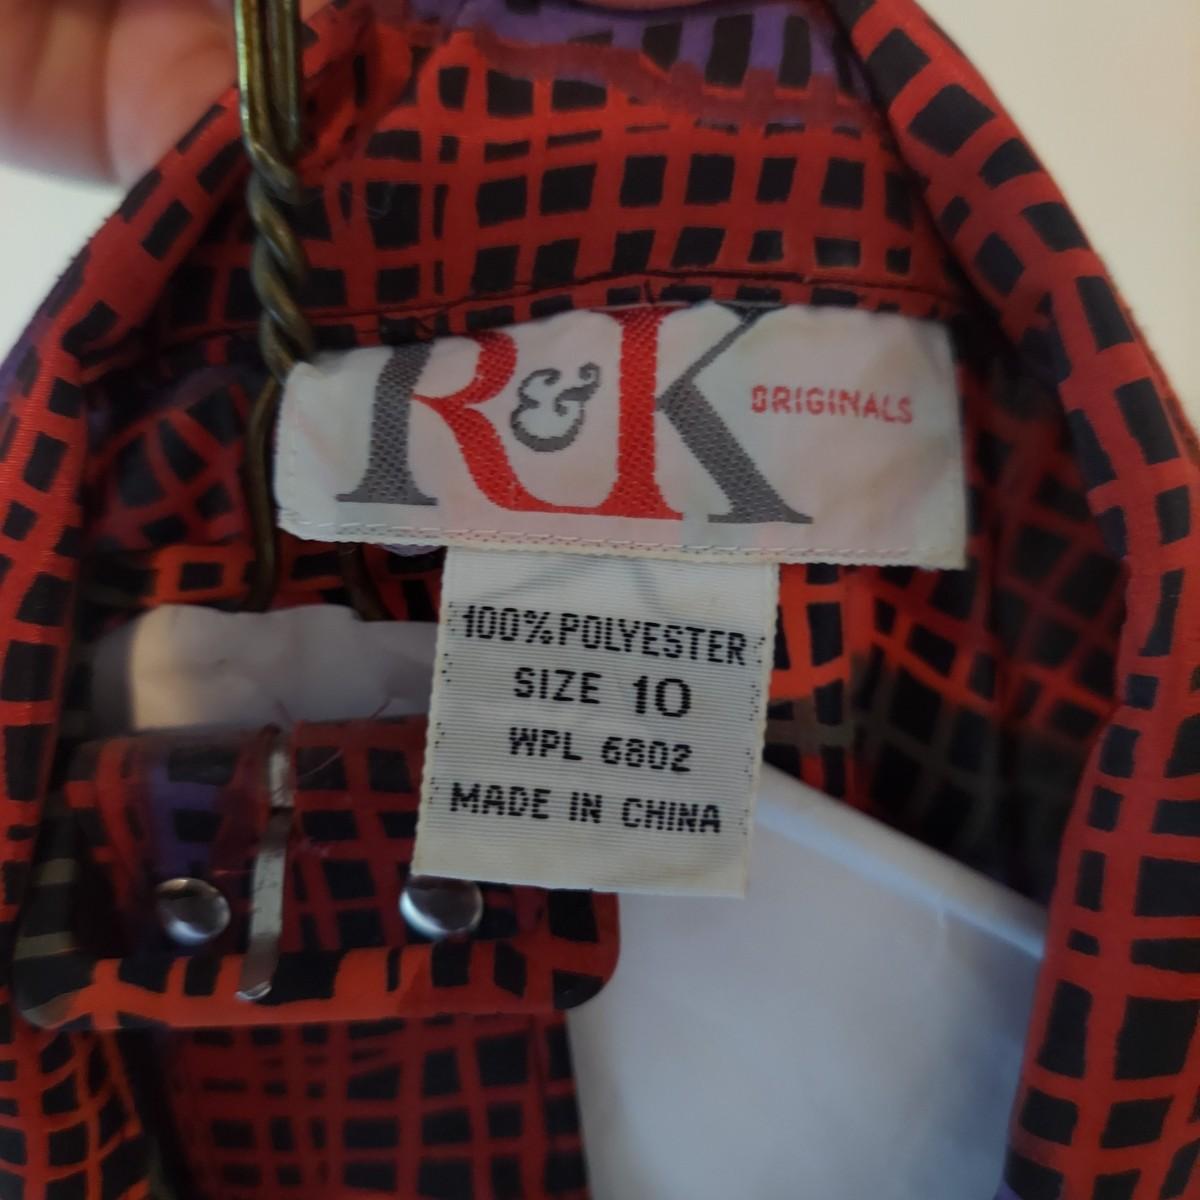 R&K ORIGINALS
100% POLYESTER
SIZE 10
WPL 6802
MADE IN CHINA